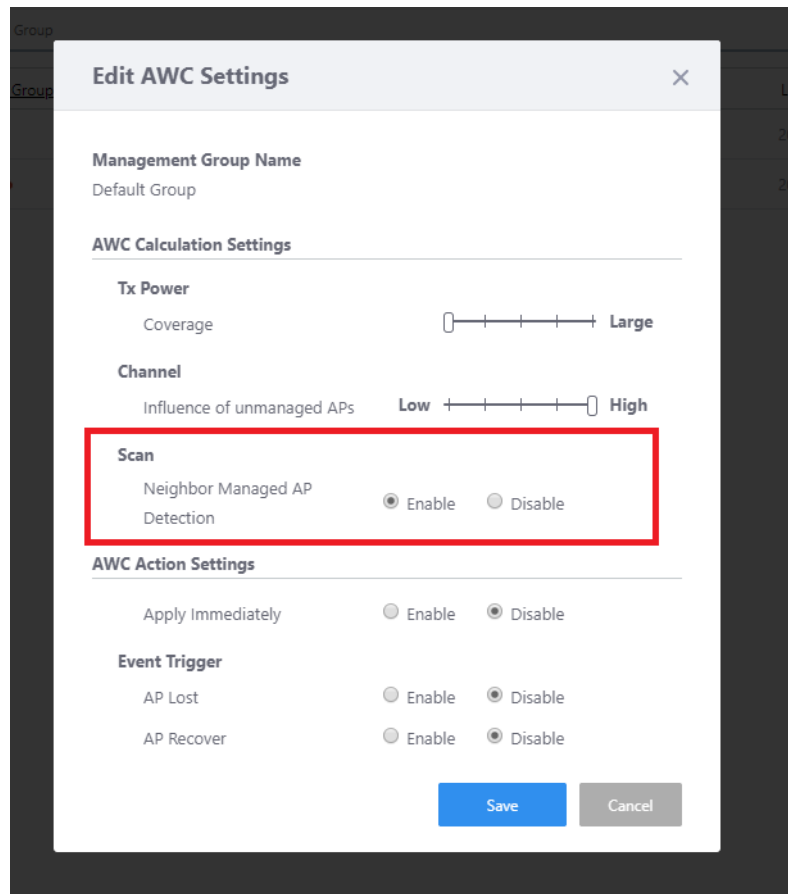 Group
Edit AWC Settings
Group
Management Group Name
Default Group
AWC Calculation Settings
Tx Power
Coverage Large
Channel
Influence of unmanaged APs Low High
Scan
Neighbor Managed AP
Detection
Enable Disable
AWC Action Settings
Apply Immediately Enable Disable
Event Trigger
AP Lost Enable Disable
AP Recover Enable Disable
Save Cancel